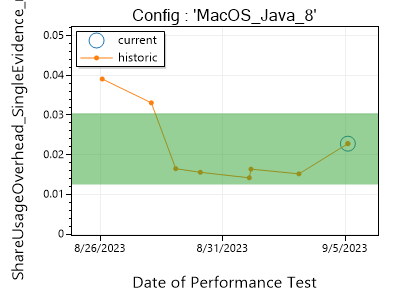 Config : 'MacOS_Java_8'
current
historic
0.05
0.04
0.03
0.02
0.01
0
8/26/2023
8/31/2023
9/5/2023
ShareUsageOverhead_SingleEvidence_
Date of Performance Test